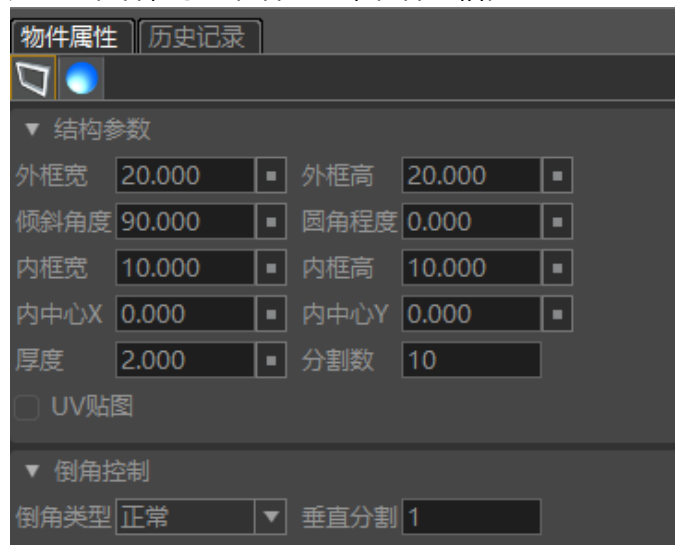 物件属性 历史记录
▼ 结构参数
外框宽 20.000 外框高 20.000
倾斜角度 90.000 圆角程度 0.000
内框宽 10.000 内框高 10.000
内中心X 0.000 内中心Y 0.000
厚度 2.000 分割数 10
UV贴图
▼ 倒角控制
倒角类型 正常 ▼ 垂直分割 1